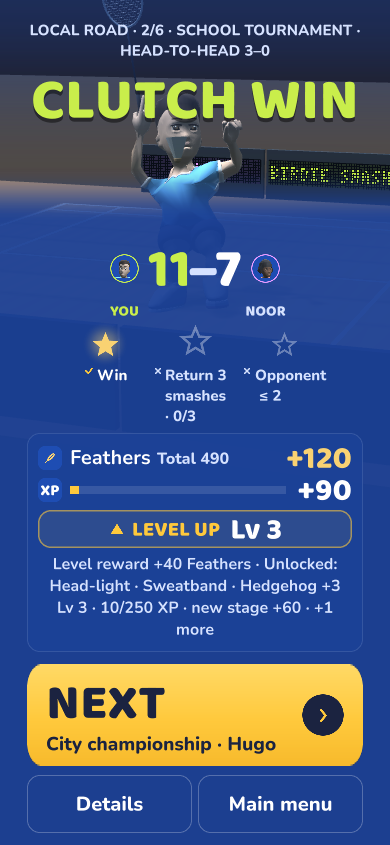 LOCAL ROAD · 2/6 · SCHOOL TOURNAMENT ·
HEAD-TO-HEAD 3–0
CLUTCH WIN
BIRDIE SMASH
11–7
YOU
NOOR
Win
Return 3
smashes
· 0/3
Opponent
≤ 2
Feathers Total 490 +120
XP +90
LEVEL UP Lv 3
Level reward +40 Feathers · Unlocked:
Head-light · Sweatband · Hedgehog +3
Lv 3 · 10/250 XP · new stage +60 · +1
more
NEXT
City championship · Hugo
Details
Main menu